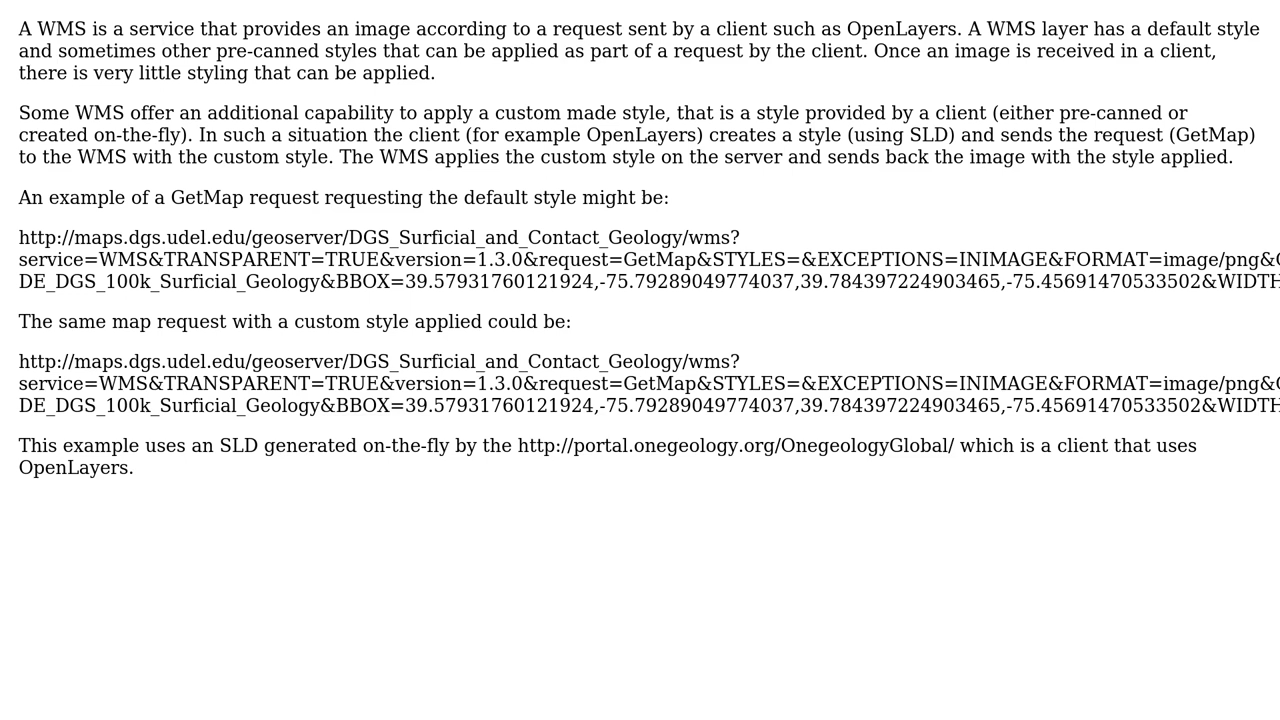 A WMS is a service that provides an image according to a request sent by a client such as OpenLayers. A WMS layer has a default style
and sometimes other pre-canned styles that can be applied as part of a request by the client. Once an image is received in a client,
there is very little styling that can be applied.
Some WMS offer an additional capability to apply a custom made style, that is a style provided by a client (either pre-canned or
created on-the-fly). In such a situation the client (for example OpenLayers) creates a style (using SLD) and sends the request (GetMap)
to the WMS with the custom style. The WMS applies the custom style on the server and sends back the image with the style applied.
An example of a GetMap request requesting the default style might be:
http://maps.dgs.udel.edu/geoserver/DGS_Surficial_and_Contact_Geology/wms?
service=WMS&TRANSPARENT=TRUE&version=1.3.0&request=GetMap&STYLES=&EXCEPTIONS=INIMAGE&FORMAT=image/png&
DE_DGS_100k_Surficial_Geology&BBOX=39.57931760121924,-75.79289049774037,39.784397224903465,-75.45691470533502&WIDTH
The same map request with a custom style applied could be:
http://maps.dgs.udel.edu/geoserver/DGS_Surficial_and_Contact_Geology/wms?
service=WMS&TRANSPARENT=TRUE&version=1.3.0&request=GetMap&STYLES=&EXCEPTIONS=INIMAGE&FORMAT=image/png&
DE_DGS_100k_Surficial_Geology&BBOX=39.57931760121924,-75.79289049774037,39.784397224903465,-75.45691470533502&WIDTH
This example uses an SLD generated on-the-fly by the http://portal.onegeology.org/OnegeologyGlobal/ which is a client that uses
OpenLayers.